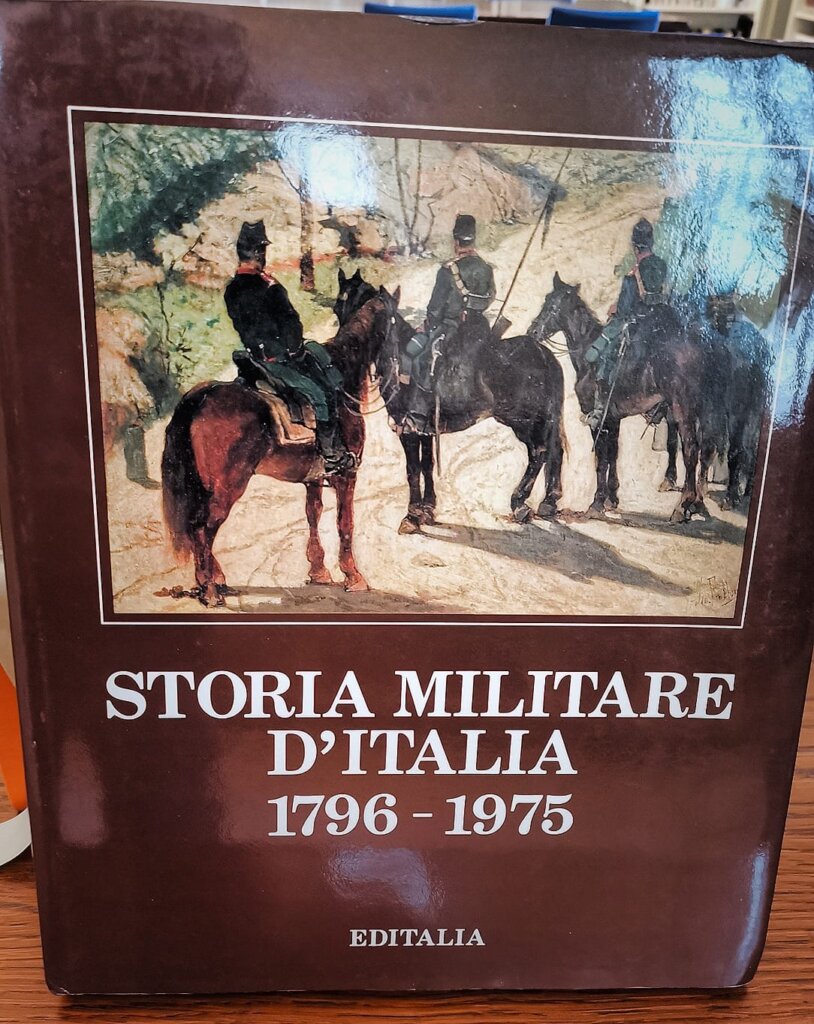 STORIA MILITARE
D'ITALIA
1796 - 1975
EDITALIA